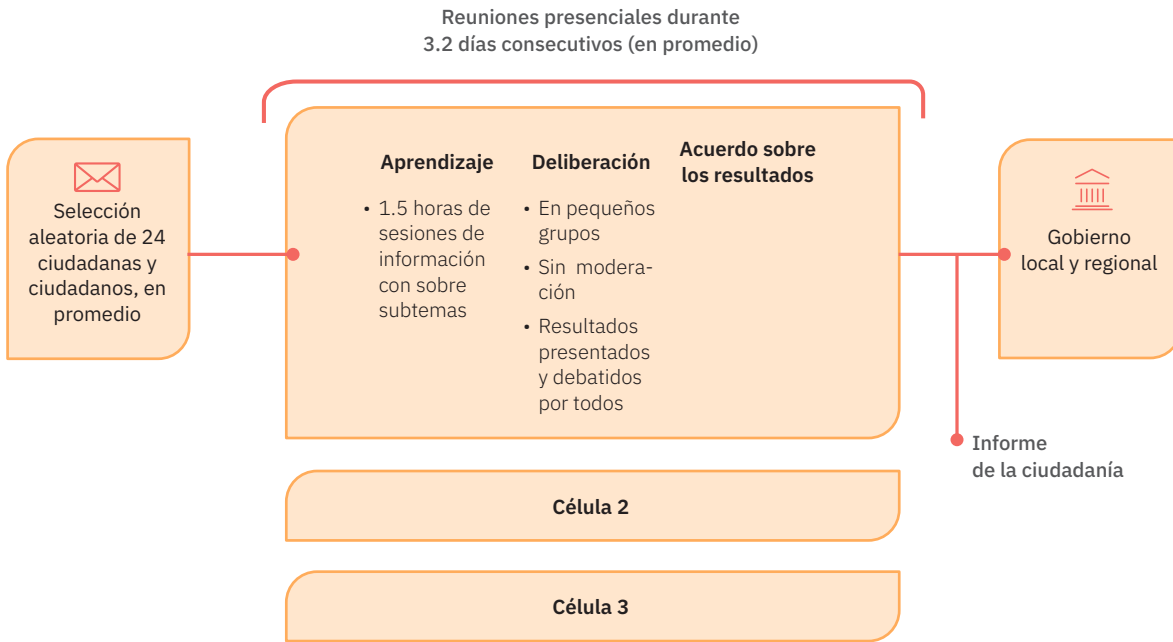 Reuniones presenciales durante
3.2 días consecutivos (en promedio)
Selección
aleatoria de 24
ciudadanas y
ciudadanos, en
promedio
Aprendizaje
• 1.5 horas de
sesiones de
información
con sobre
subtemas
Deliberación
• En pequeños
grupos
• Sin modera-
ción
• Resultados
presentados
y debatidos
por todos
Acuerdo sobre
los resultados
Gobierno
local y regional
Informe
de la ciudadanía
Célula 2
Célula 3